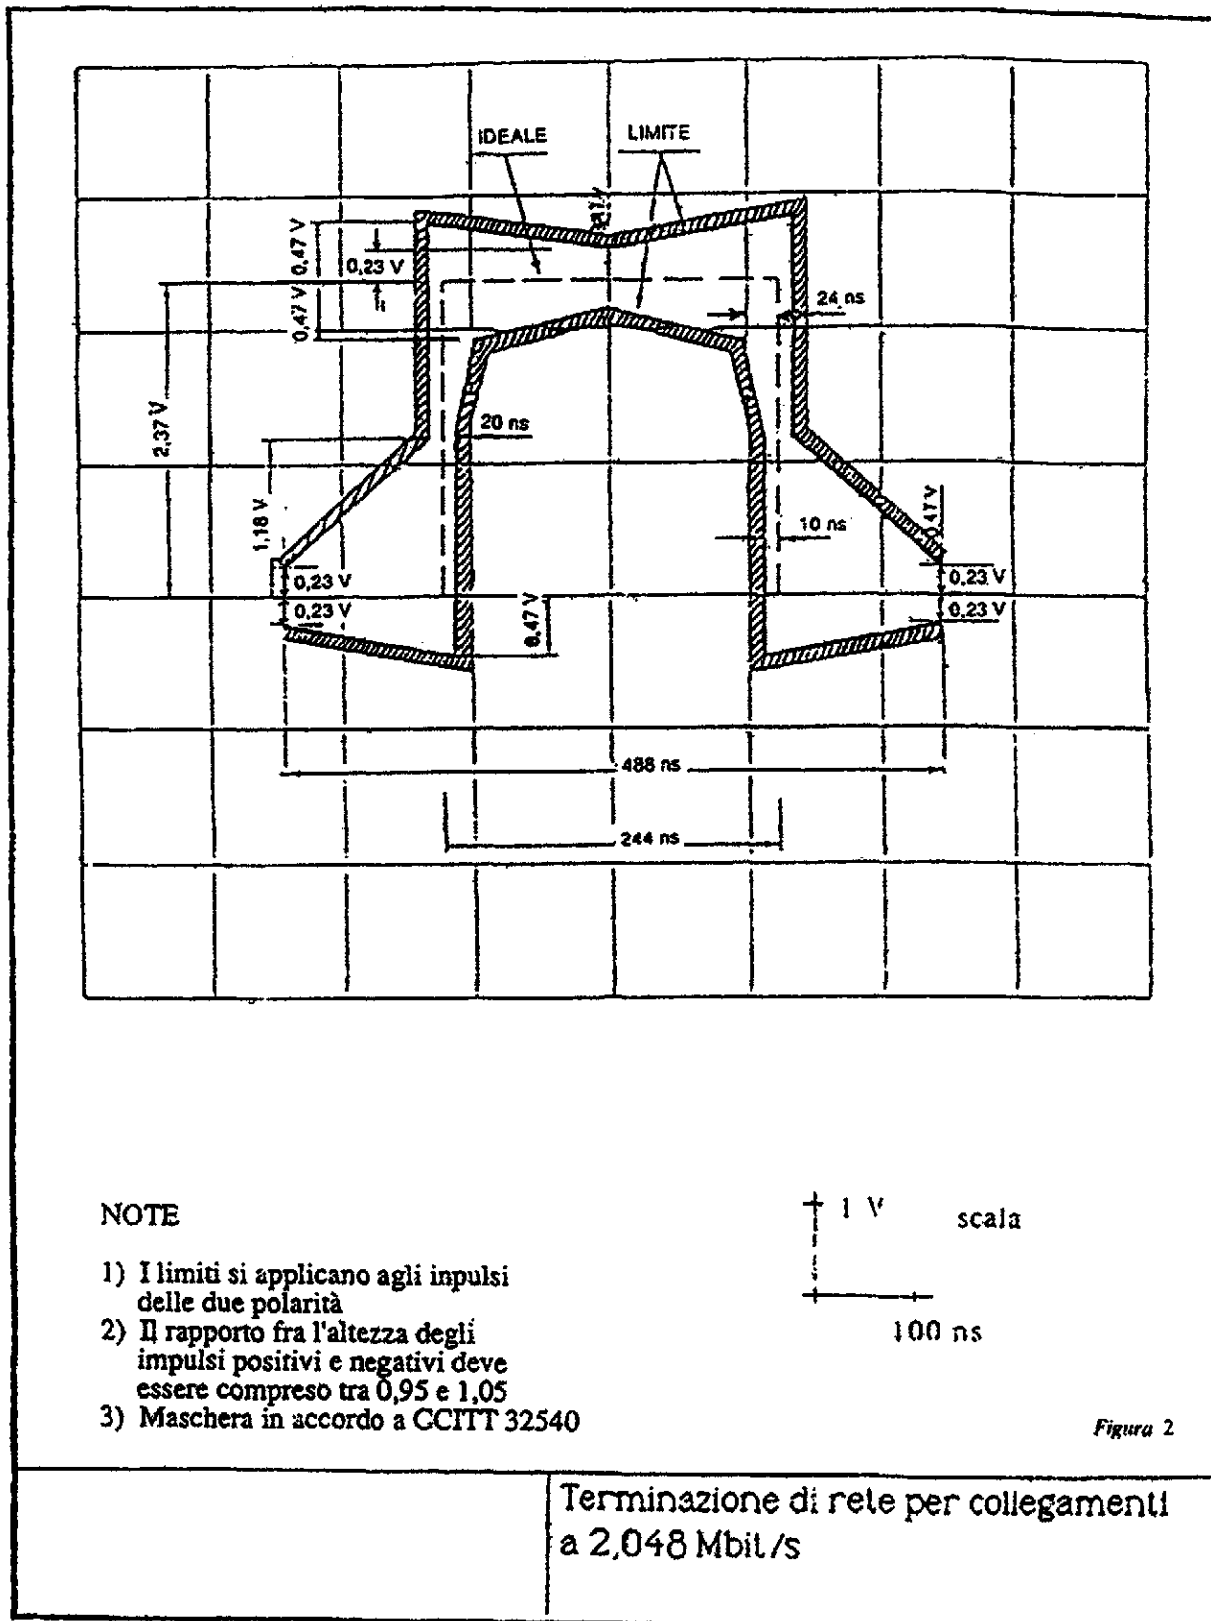 IDEALE
LIMITE
0,47 V
0,23 V
0,47 V
24 ns
2,37 V
20 ns
1,18 V
10 ns
0,47 V
0,23 V
0,23 V
0,23 V
0,23 V
0,47 V
488 ns
244 ns
NOTE
1) I limiti si applicano agli inpulsi
delle due polarità
2) Il rapporto fra l'altezza degli
impulsi positivi e negativi deve
essere compreso tra 0,95 e 1,05
3) Maschera in accordo a CCITT 32540
1 V
scala
100 ns
Figura 2
Terminazione di rete per collegamenti
a 2,048 Mbit/s